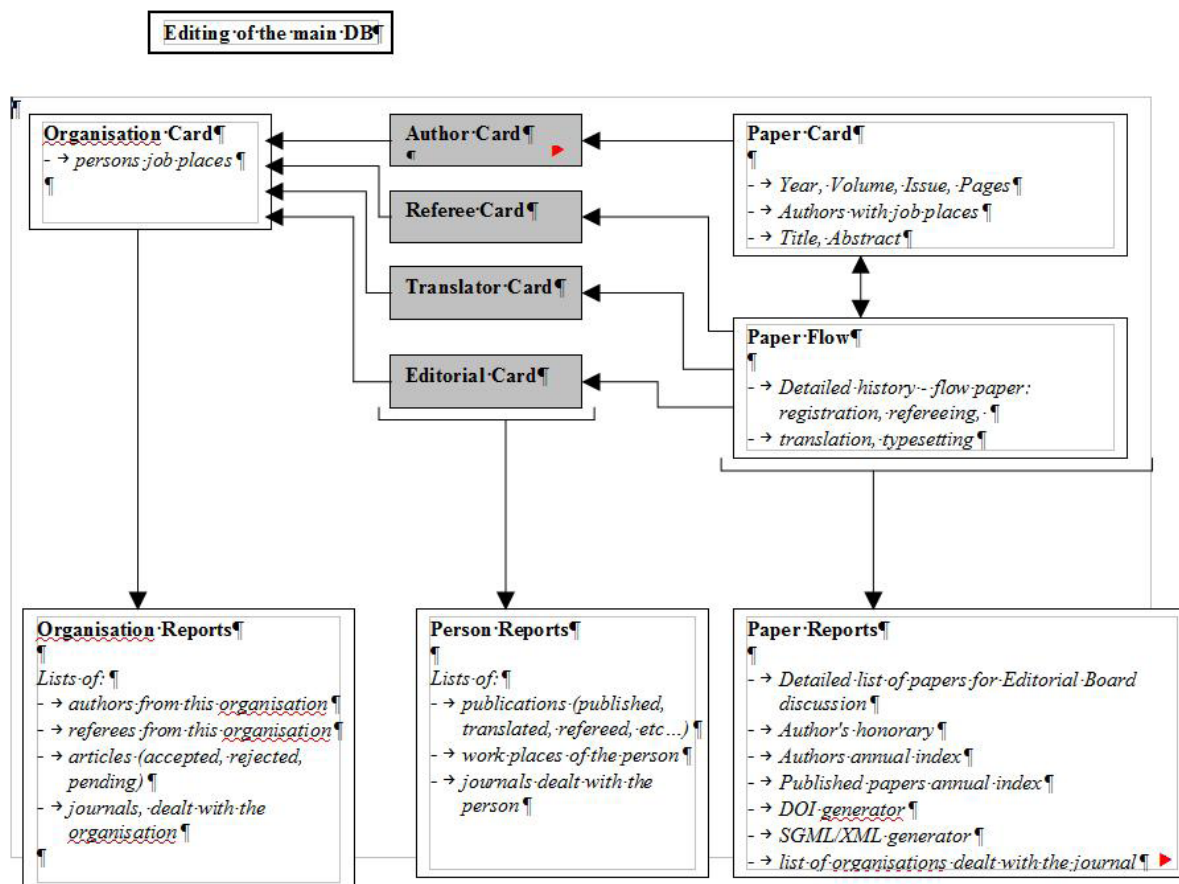 Editing of the main DB¶
¶
Organisation Card¶
- → persons job places ¶
¶
Author Card¶
¶
Referee Card¶
Translator Card¶
Editorial Card¶
Paper Card¶
¶
- → Year, Volume, Issue, Pages¶
- → Authors with job places ¶
- → Title, Abstract¶
Paper Flow¶
¶
- → Detailed history - flow paper:
registration, refereeing, ¶
- → translation, typesetting ¶
Organisation Reports¶
¶
Lists of: ¶
- → authors from this organisation ¶
- → referees from this organisation¶
- → articles (accepted, rejected,
pending) ¶
- → journals, dealt with the
organisation ¶
¶
Person Reports¶
¶
Lists of: ¶
- → publications (published,
translated, refereed, etc…) ¶
- → work places of the person ¶
- → journals dealt with the
person ¶
Paper Reports¶
¶
- → Detailed list of papers for Editorial Board
discussion ¶
- → Author's honorary ¶
- → Authors annual index ¶
- → Published papers annual index ¶
- → DOI generator¶
- → SGML/XML generator¶
- → list of organisations dealt with the journal ¶